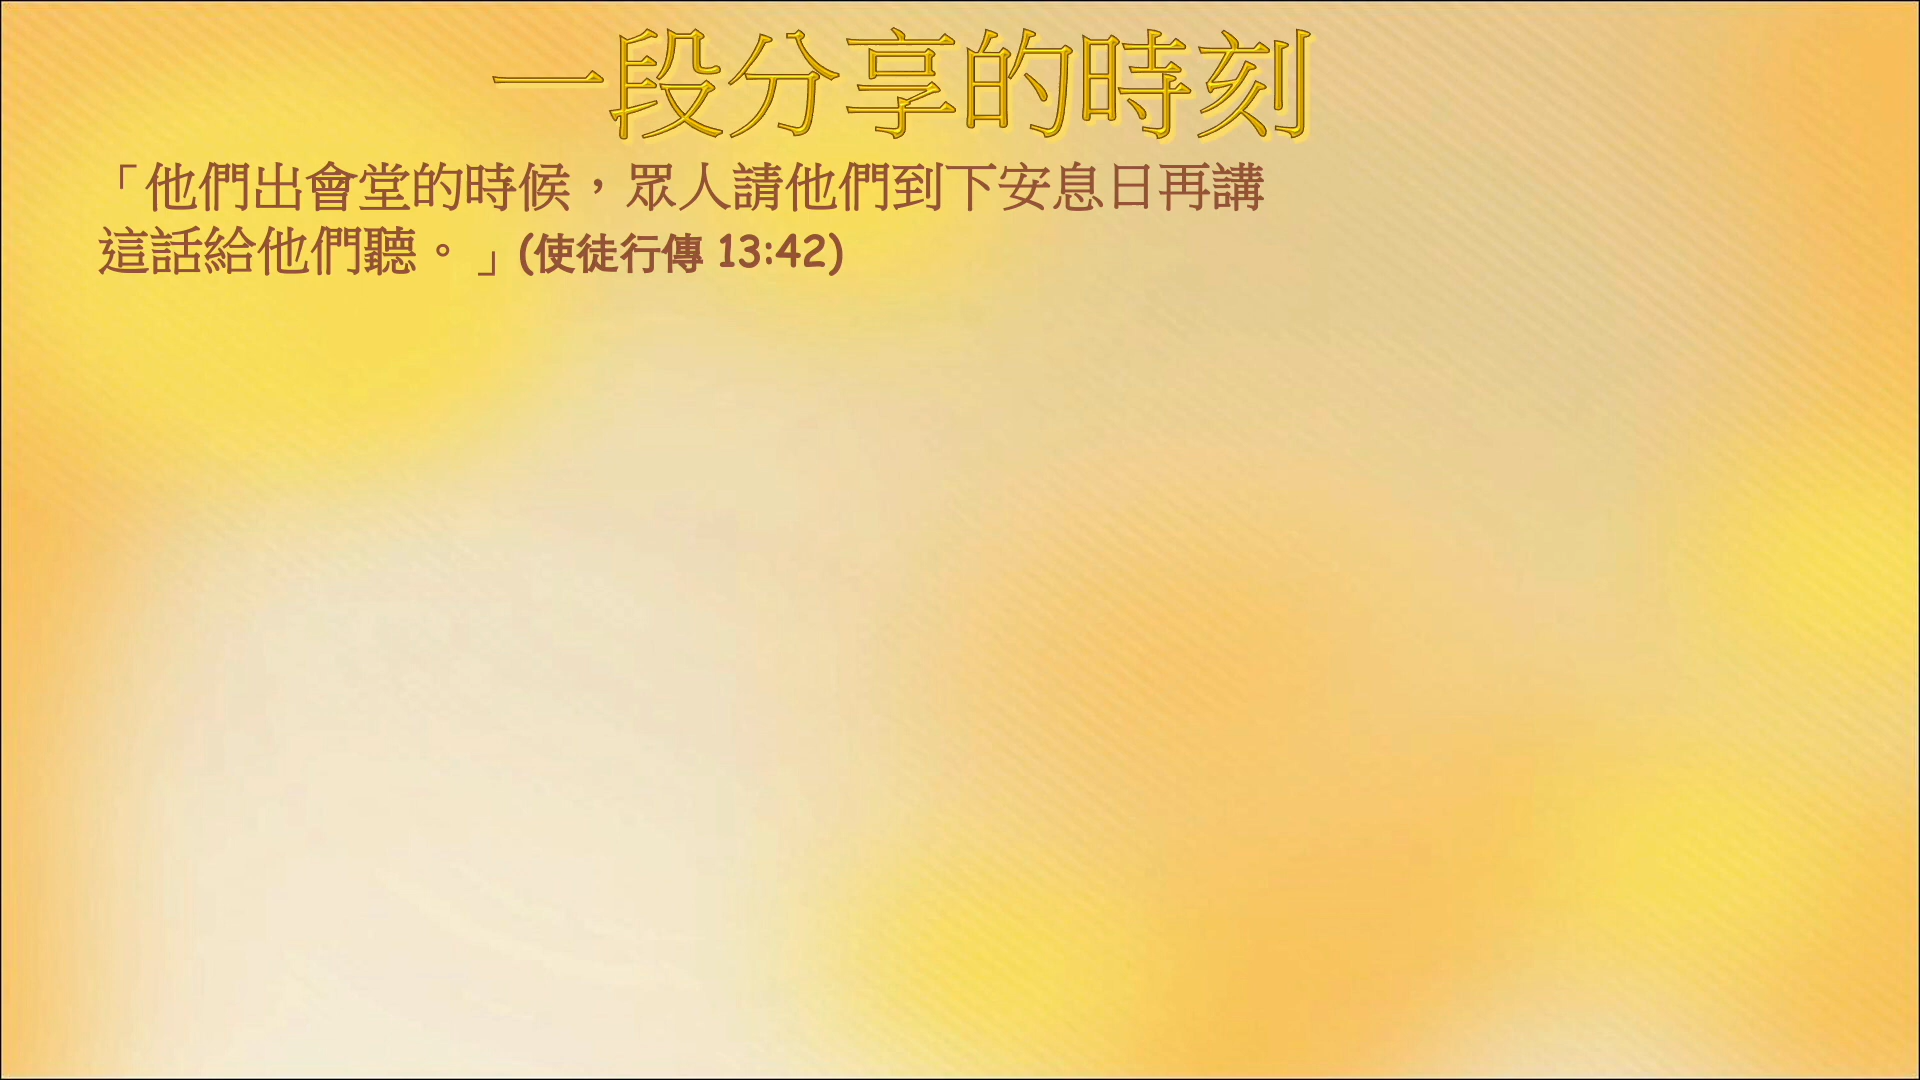 一段分享的時刻
「他們出會堂的時候，眾人請他們到下安息日再講
這話給他們聽。」(使徒行傳 13:42)